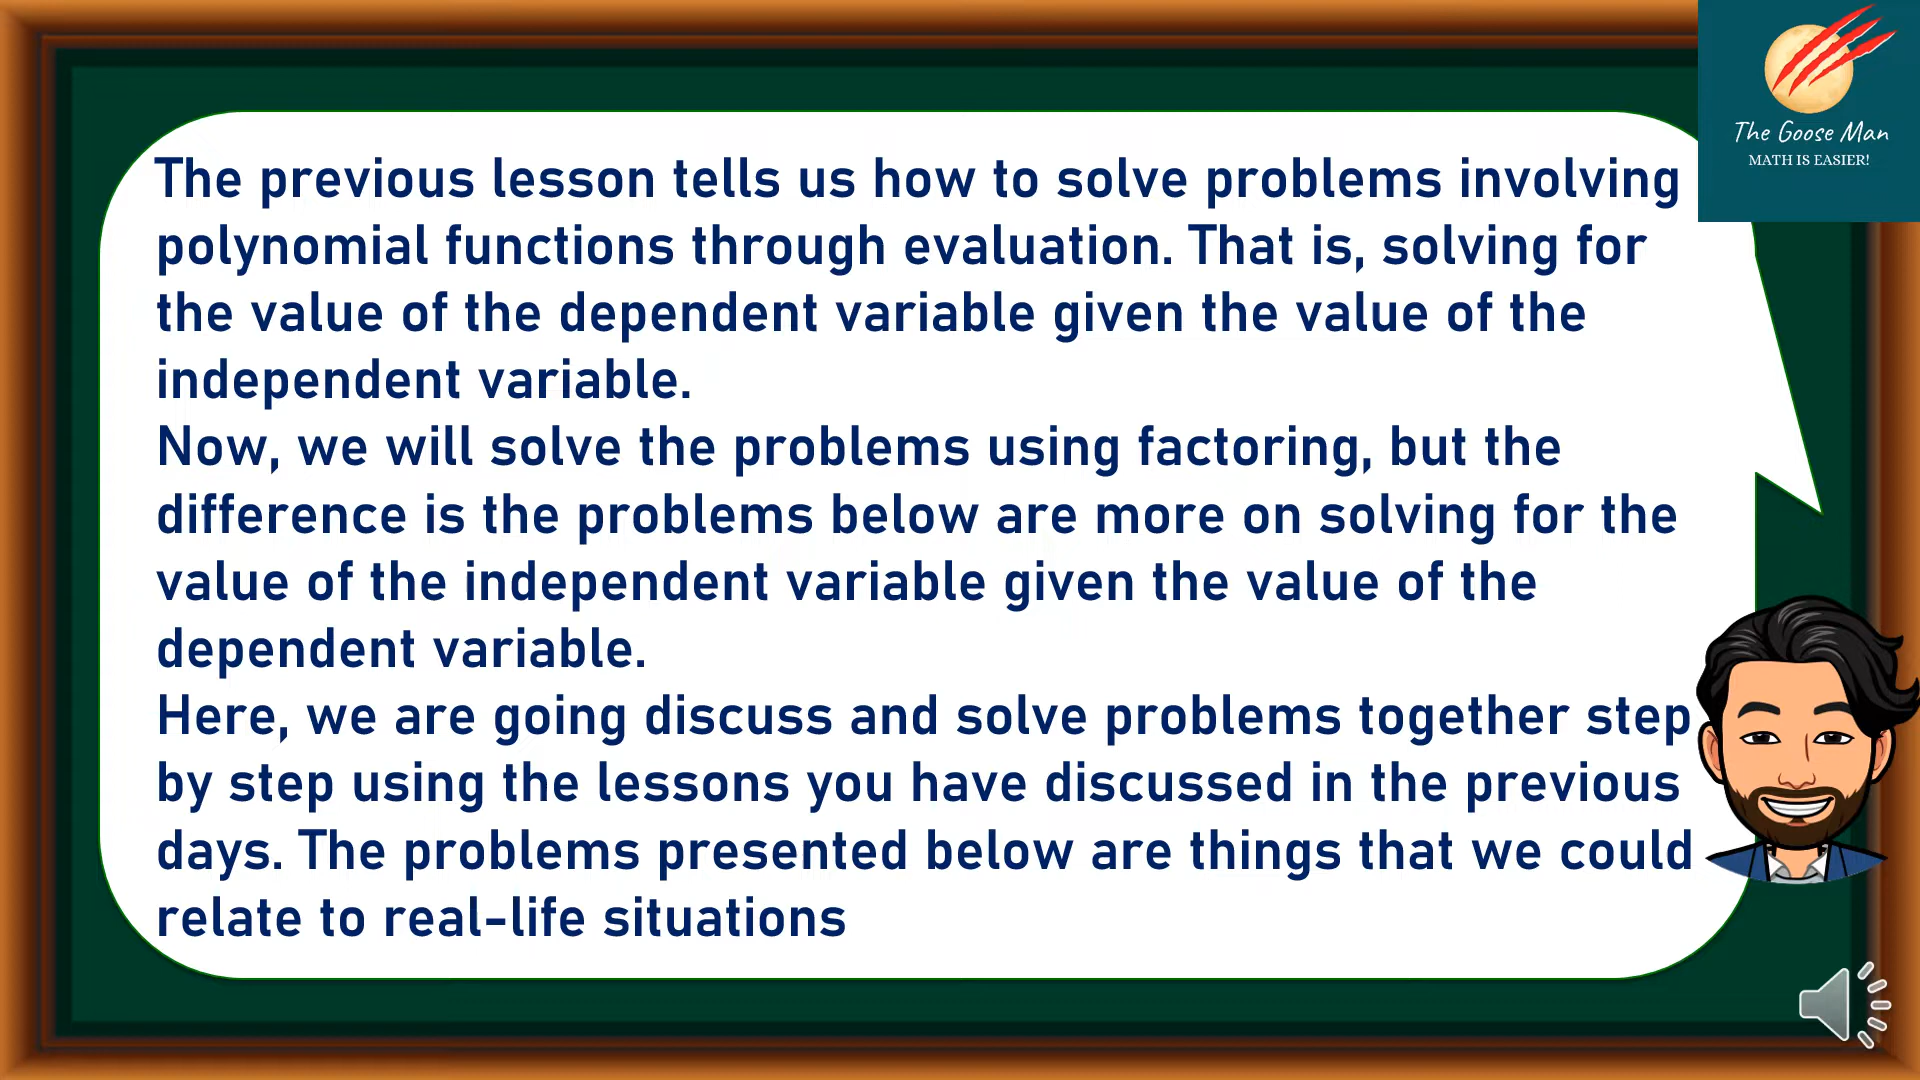 The Goose Man
MATH IS EASIER!
The previous lesson tells us how to solve problems involving
polynomial functions through evaluation. That is, solving for
the value of the dependent variable given the value of the
independent variable.
Now, we will solve the problems using factoring, but the
difference is the problems below are more on solving for the
value of the independent variable given the value of the
dependent variable.
Here, we are going discuss and solve problems together step
by step using the lessons you have discussed in the previous
days. The problems presented below are things that we could
relate to real-life situations